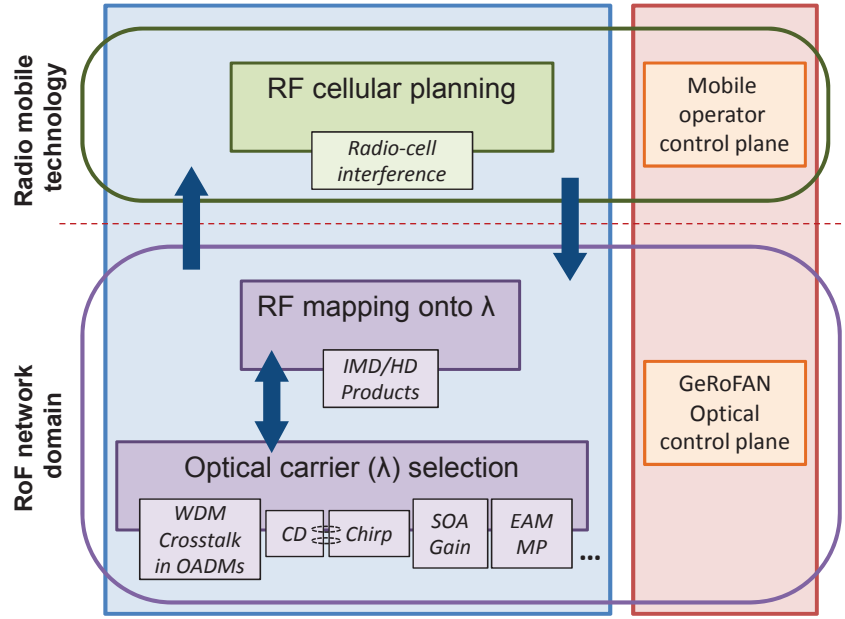 Radio mobile
technology
RF cellular planning
Radio-cell
interference
Mobile
operator
control plane
RoF network
domain
RF mapping onto λ
IMD/HD
Products
GeRoFAN
Optical
control plane
Optical carrier (λ) selection
WDM
Crosstalk
in OADMs
CD
Chirp
SOA
Gain
EAM
MP
...